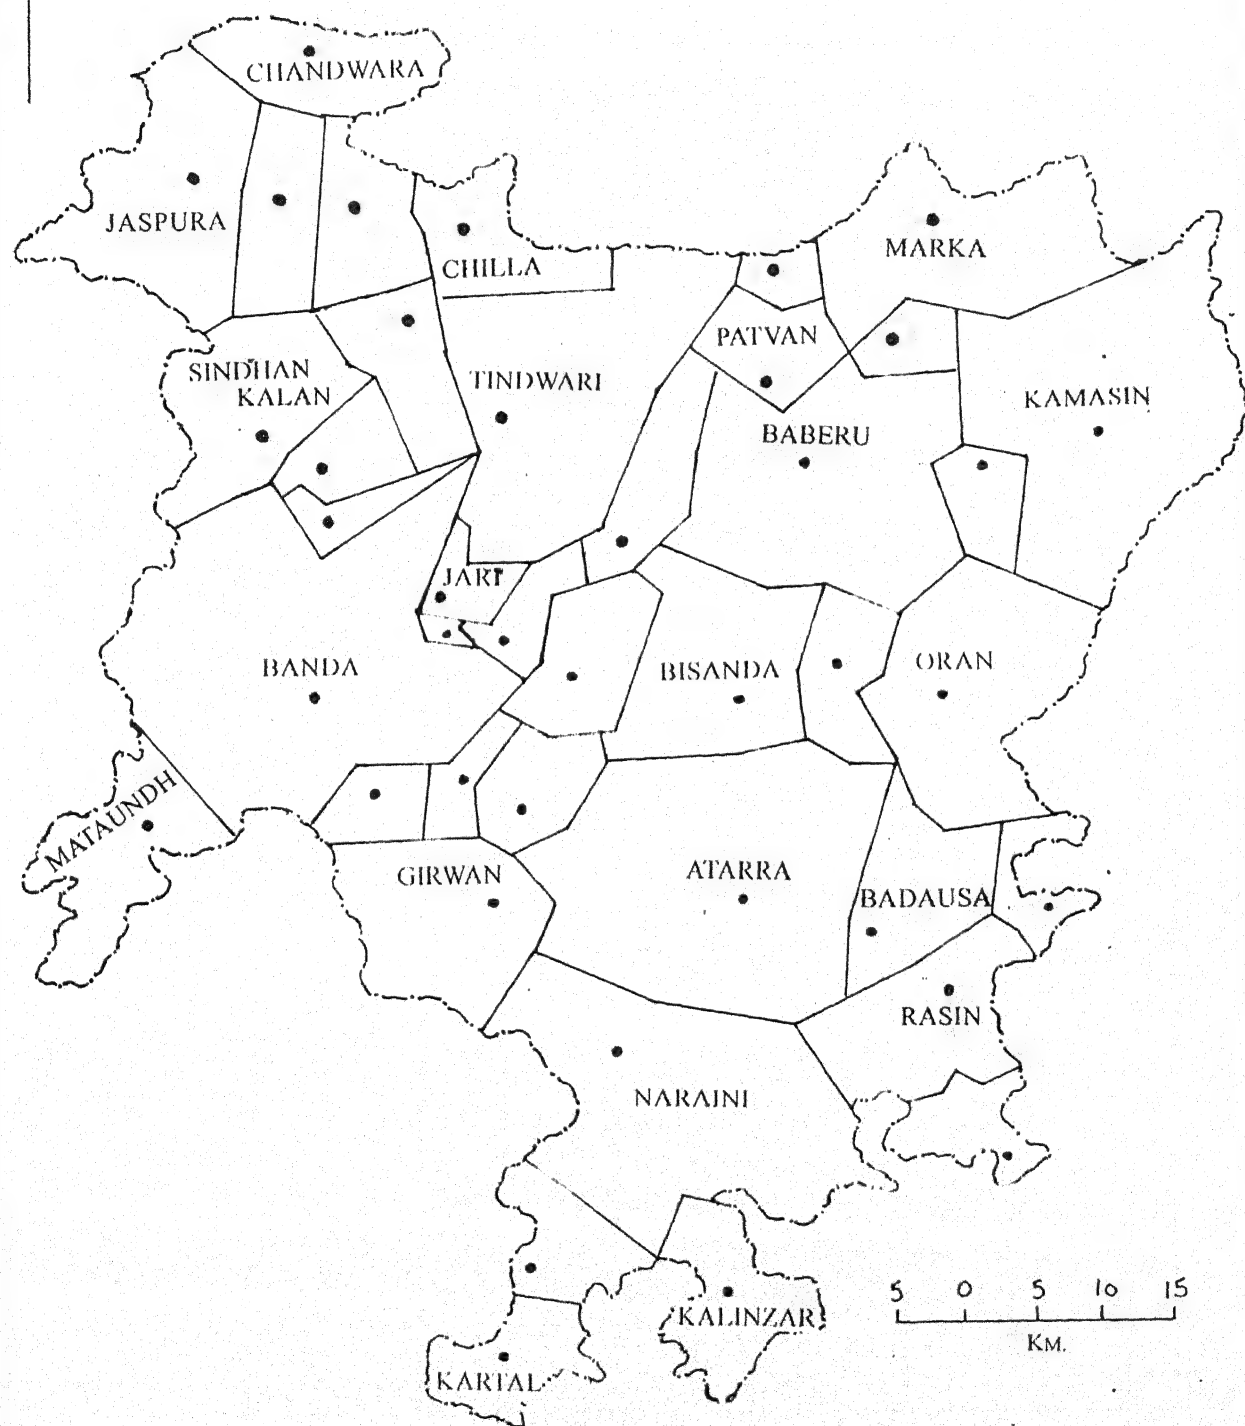 CHANDWARA
JASPURA
MARKA
CHILLA
PATVAN
SINDHAN
KALAN
TINDWARI
KAMASIN
BABERU
JARI
BANDA
BISANDA
ORAN
MATAUNDH
GIRWAN
ATARRA
BADAUSA
RASIN
NARAINI
5 0 5 10 15
KM.
KALINZAR
KARTAL